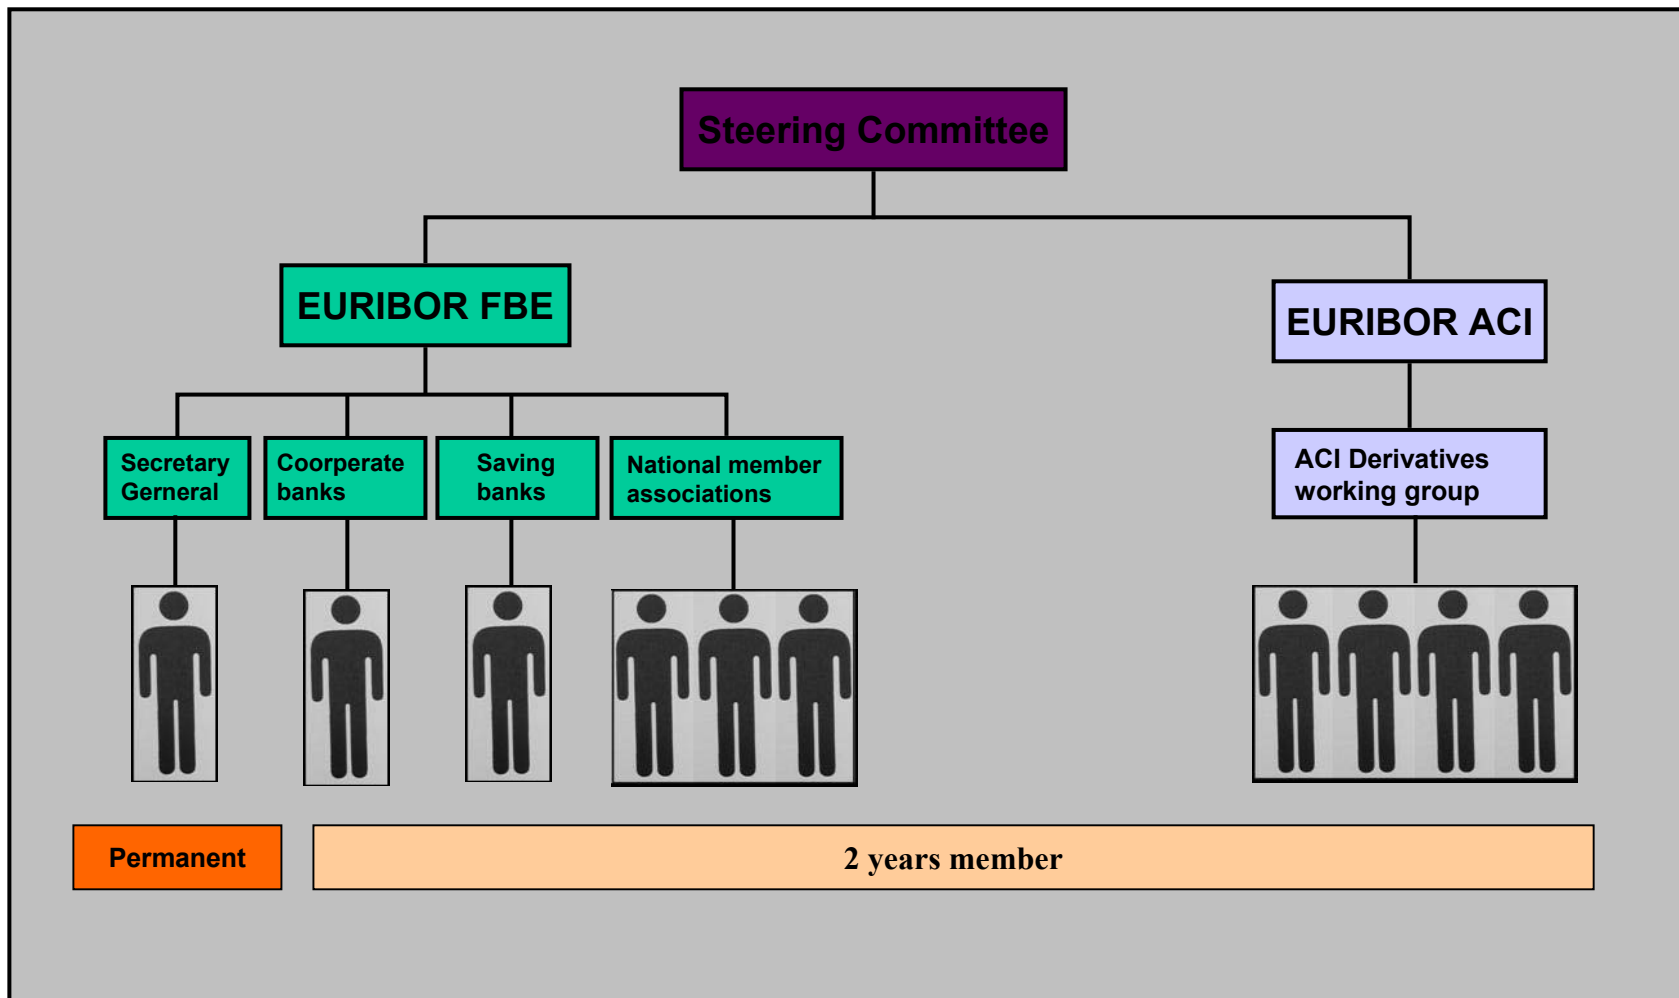 Steering Committee
EURIBOR FBE
EURIBOR ACI
Secretary
Gerneral
Coorperate
banks
Saving
banks
National member
associations
ACI Derivatives
working group
Permanent
2 years member